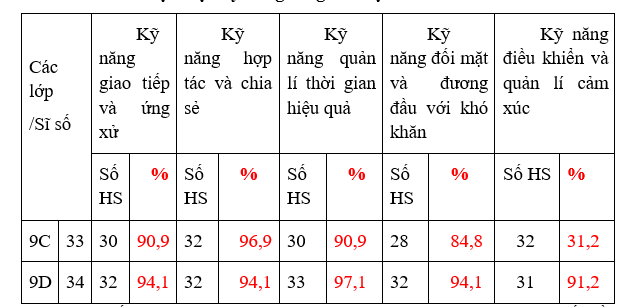 Các lớp /Sĩ số
Kỹ năng giao tiếp và ứng xử
Kỹ năng hợp tác và chia sẻ
Kỹ năng quản lí thời gian hiệu quả
Kỹ năng đối mặt và đương đầu với khó khăn
Kỹ năng điều khiển và quản lí cảm xúc
Số HS % Số HS % Số HS % Số HS % Số HS %
9C 33 30 90,9 32 96,9 30 90,9 28 84,8 32 31,2
9D 34 32 94,1 32 94,1 33 97,1 32 94,1 31 91,2